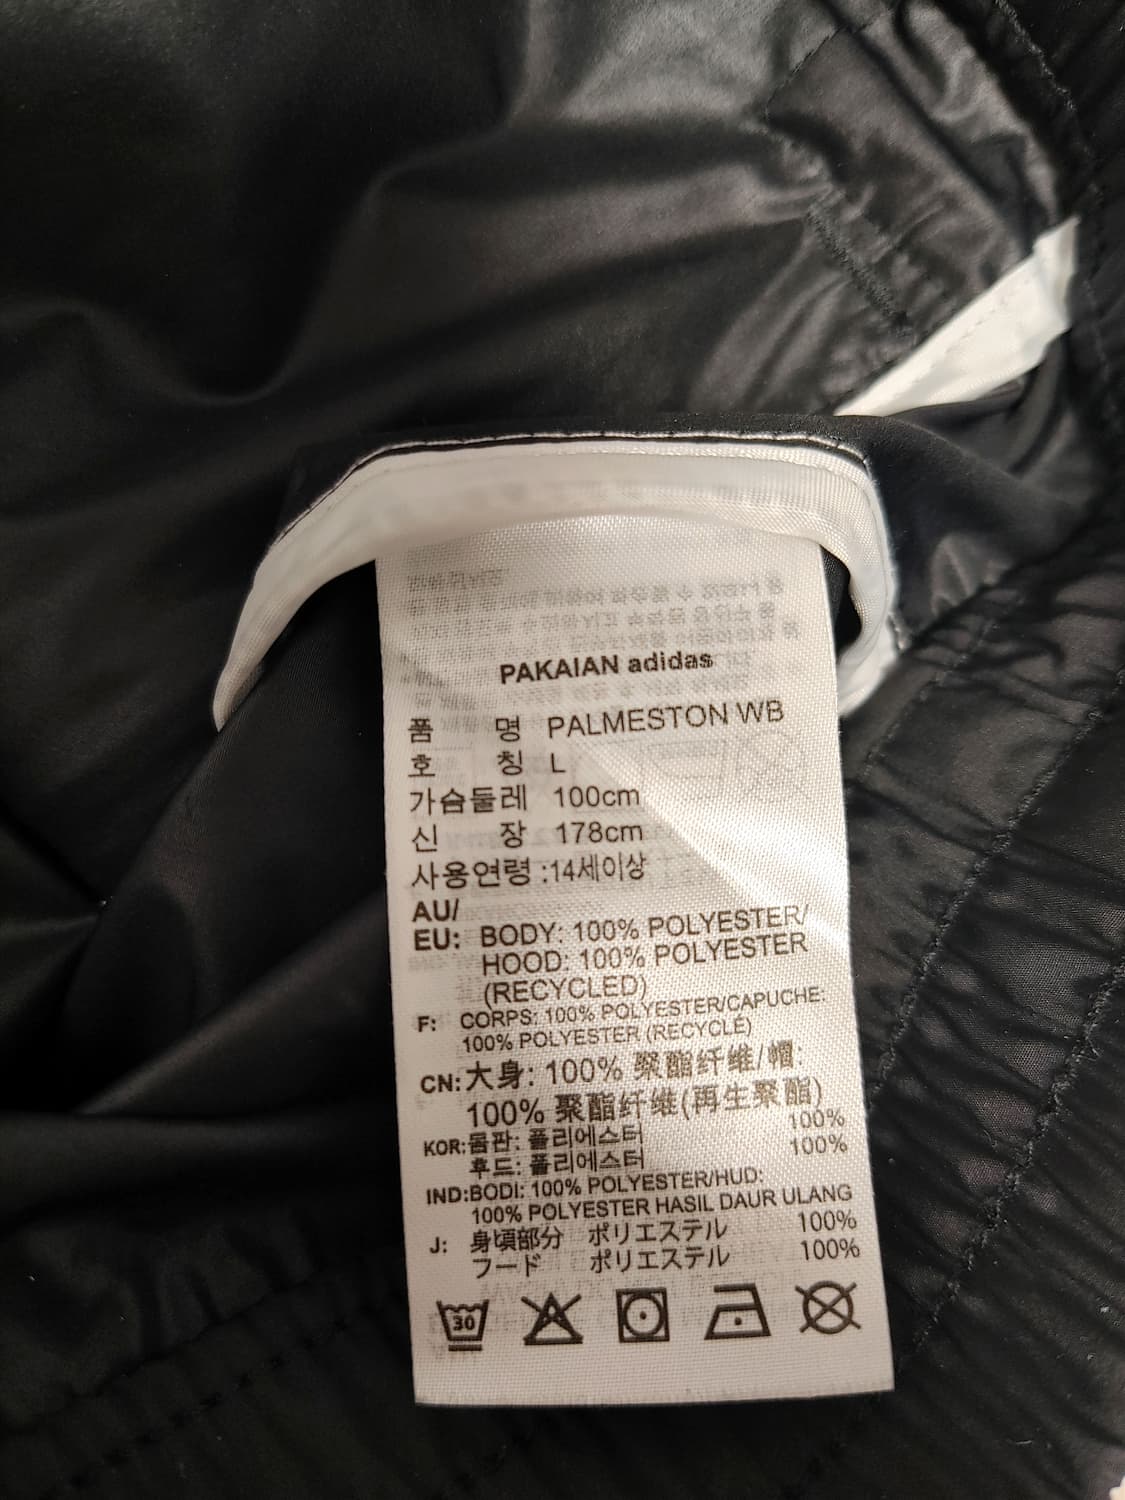 PAKAIAN adidas
품 명 PALMESTON WB
호 칭 L
가슴둘레 100cm
신 장 178cm
사용연령 :14세이상
AU/
EU: BODY: 100% POLYESTER/
HOOD: 100% POLYESTER
(RECYCLED)
F: CORPS: 100% POLYESTER/CAPUCHE:
100% POLYESTER (RECYCLÉ)
CN: 大身: 100% 聚酯纤维/帽:
100% 聚酯纤维(再生聚酯)
KOR: 몸판: 폴리에스터 100%
후드: 폴리에스터 100%
IND: BODI: 100% POLYESTER/HUD:
100% POLYESTER HASIL DAUR ULANG
J: 身頃部分 ポリエステル 100%
フード ポリエステル 100%
30